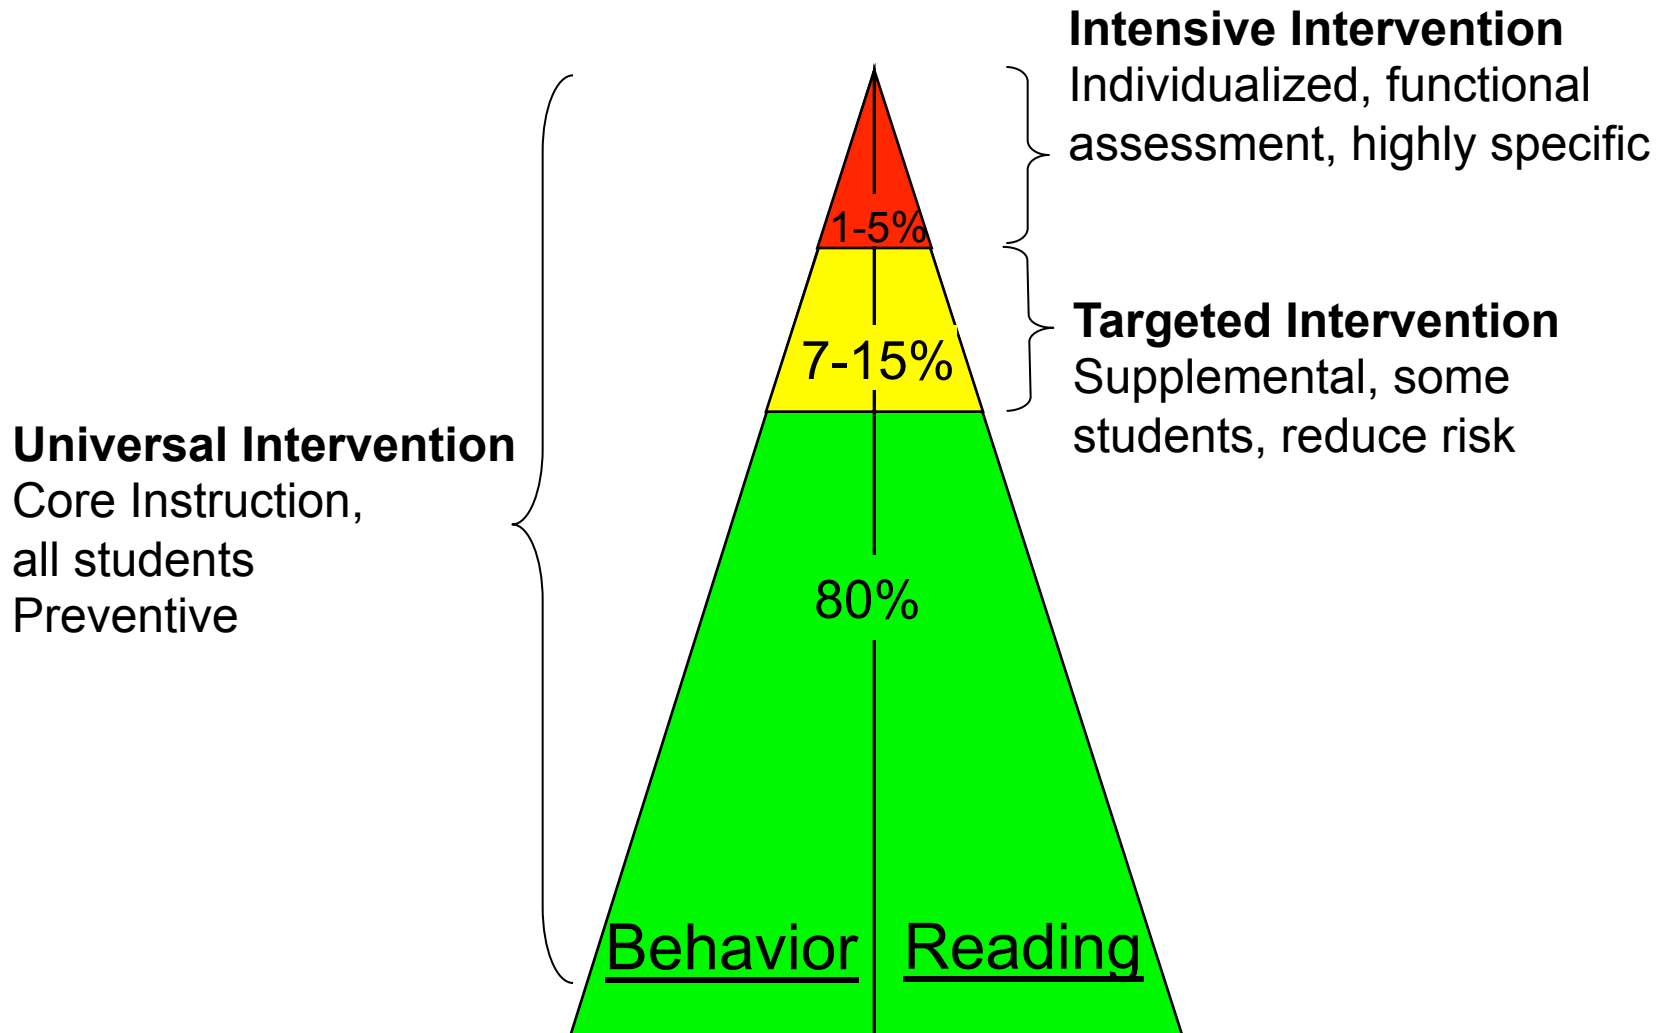 Intensive Intervention
Individualized, functional
assessment, highly specific
1-5%
Targeted Intervention
Supplemental, some
students, reduce risk
7-15%
Universal Intervention
Core Instruction,
all students
Preventive
80%
Behavior
Reading